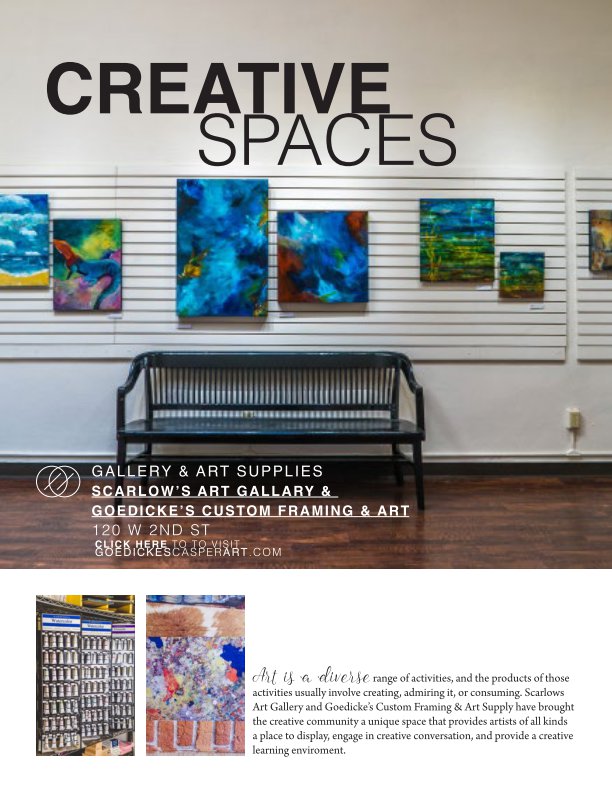 CREATIVE
SPACES
GALLERY & ART SUPPLIES
SCARLOW'S ART GALLARY &
GOEDICKE'S CUSTOM FRAMING & ART
120 W 2ND ST
CLICK HERE TO TO VISIT
GOEDICKESCASPERART.COM
Watercolor
Watercolor
Art is a diverse range of activities, and the products of those
activities usually involve creating, admiring it, or consuming. Scarlows
Art Gallery and Goedicke's Custom Framing & Art Supply have brought
the creative community a unique space that provides artists of all kinds
a place to display, engage in creative conversation, and provide a creative
learning enviroment.